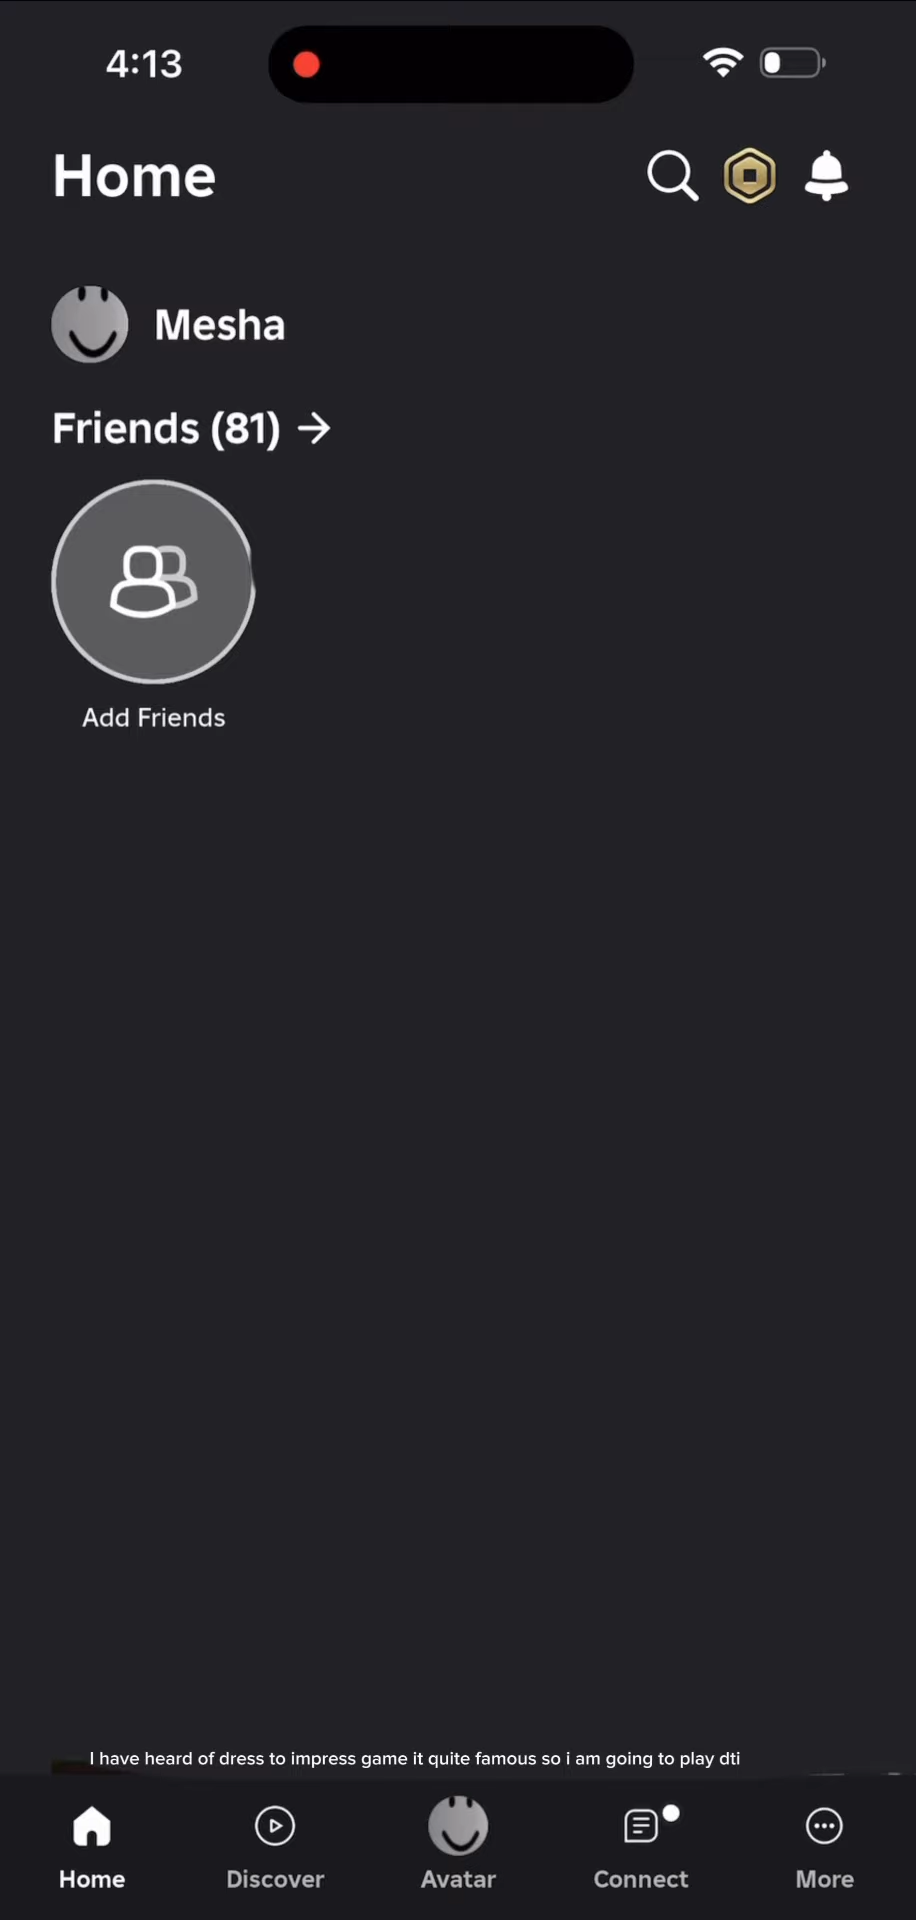 4:13
Home
Mesha
Friends (81)
Add Friends
I have heard of dress to impress game it quite famous so i am going to play dti
Home
Discover
Avatar
Connect
More